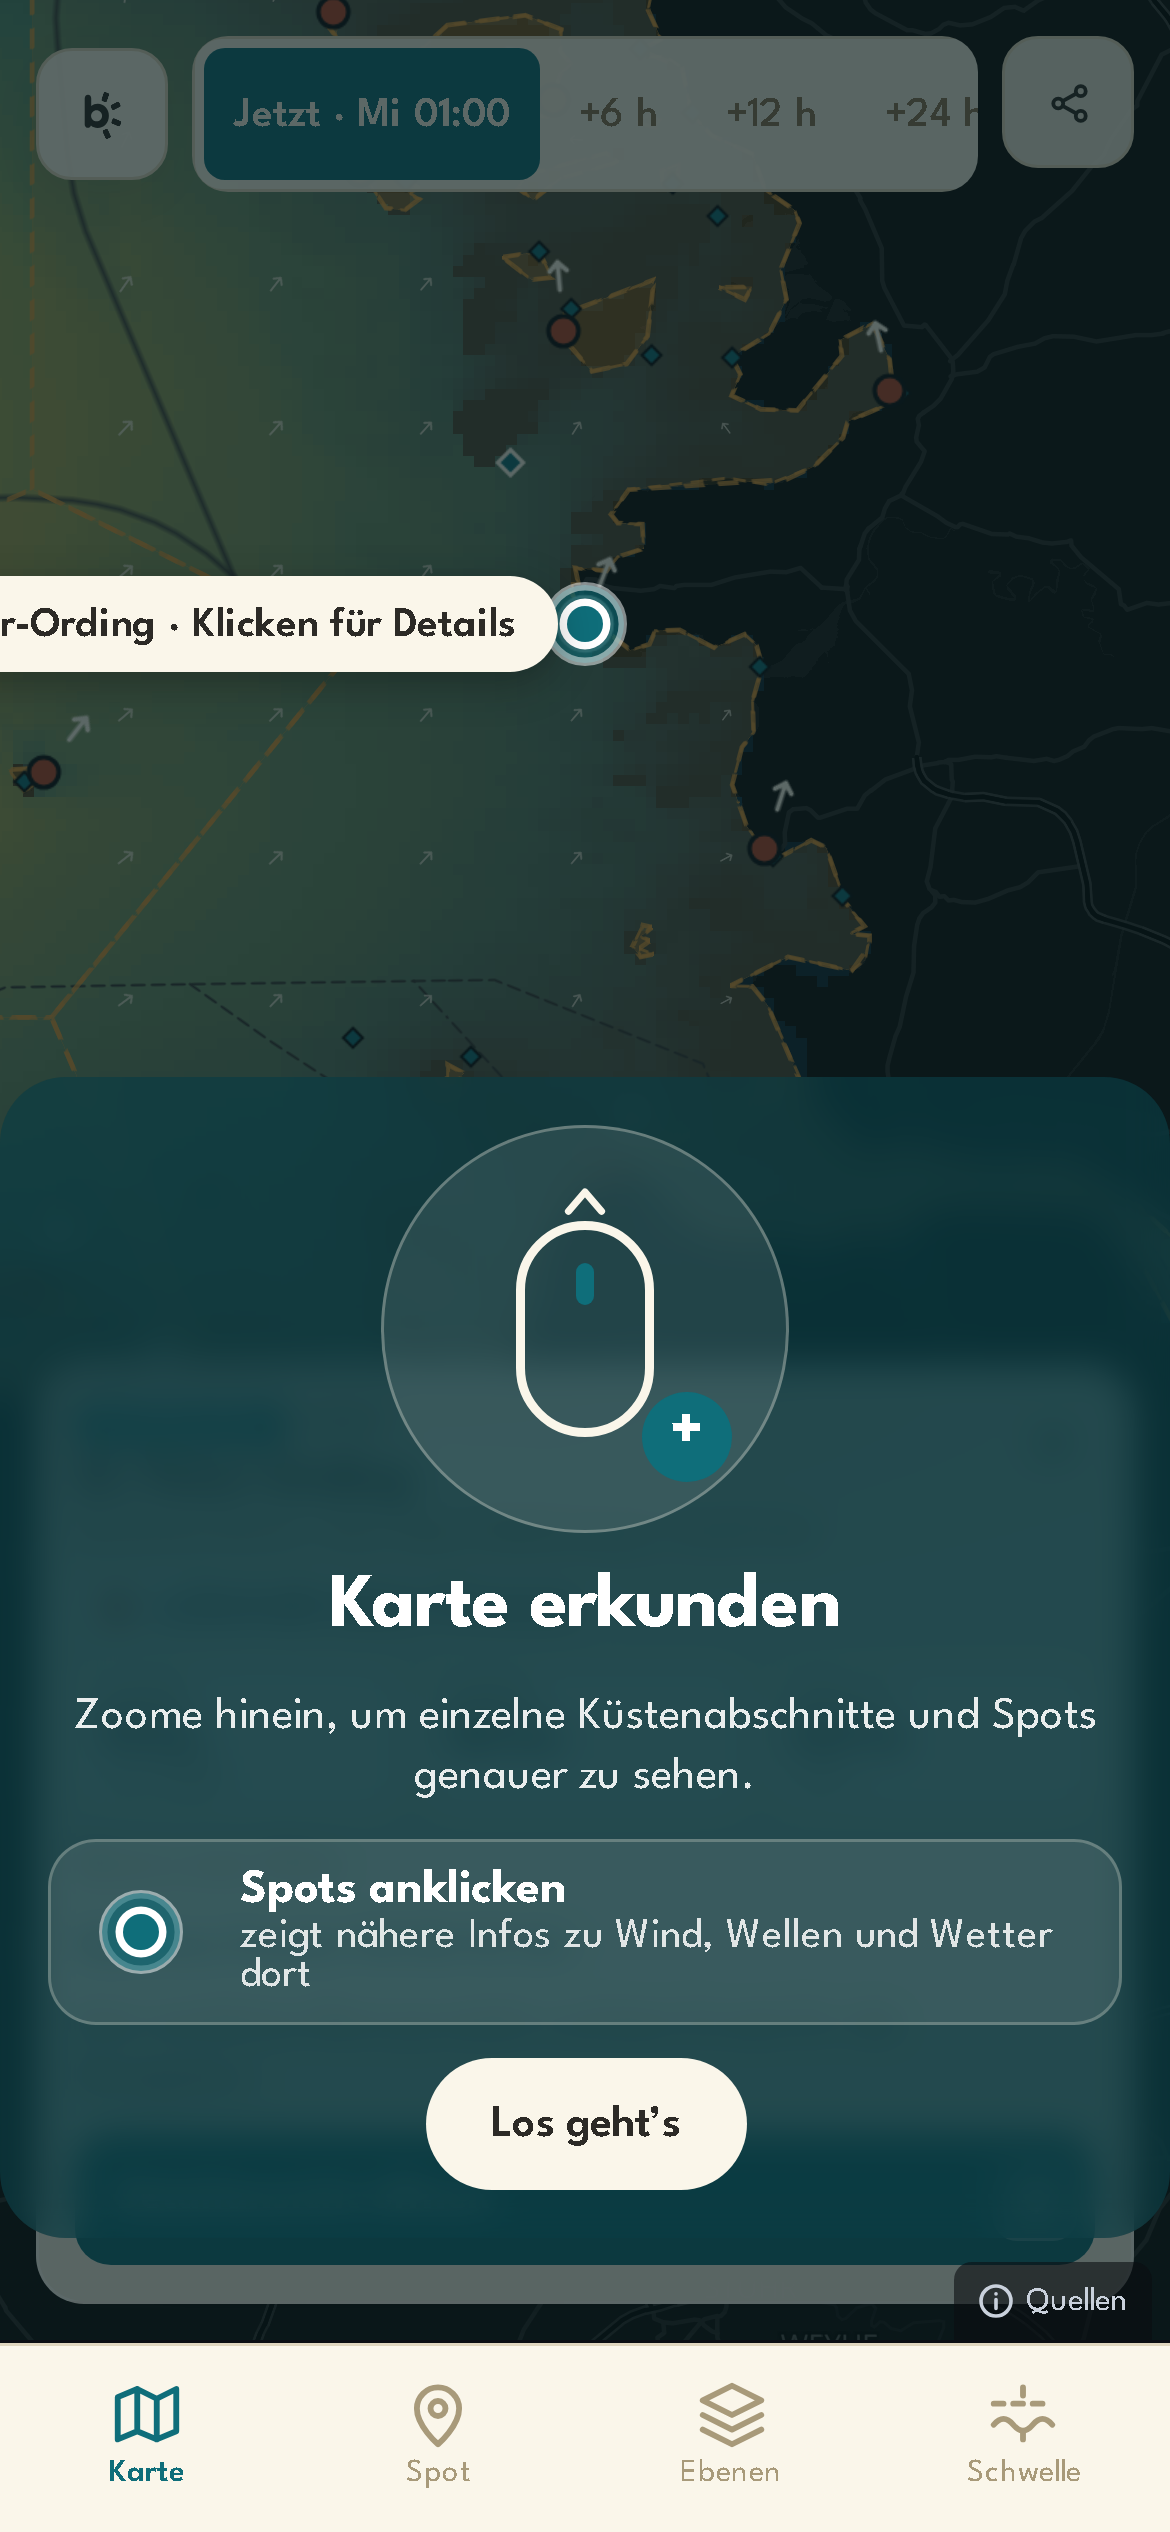 Jetzt · Mi 01:00
+6 h
+12 h
+24 h
r-Ording · Klicken für Details
+
Karte erkunden
Zoome hinein, um einzelne Küstenabschnitte und Spots
genauer zu sehen.
Spots anklicken
zeigt nähere Infos zu Wind, Wellen und Wetter
dort
Los geht’s
Quellen
Karte
Spot
Ebenen
Schwelle